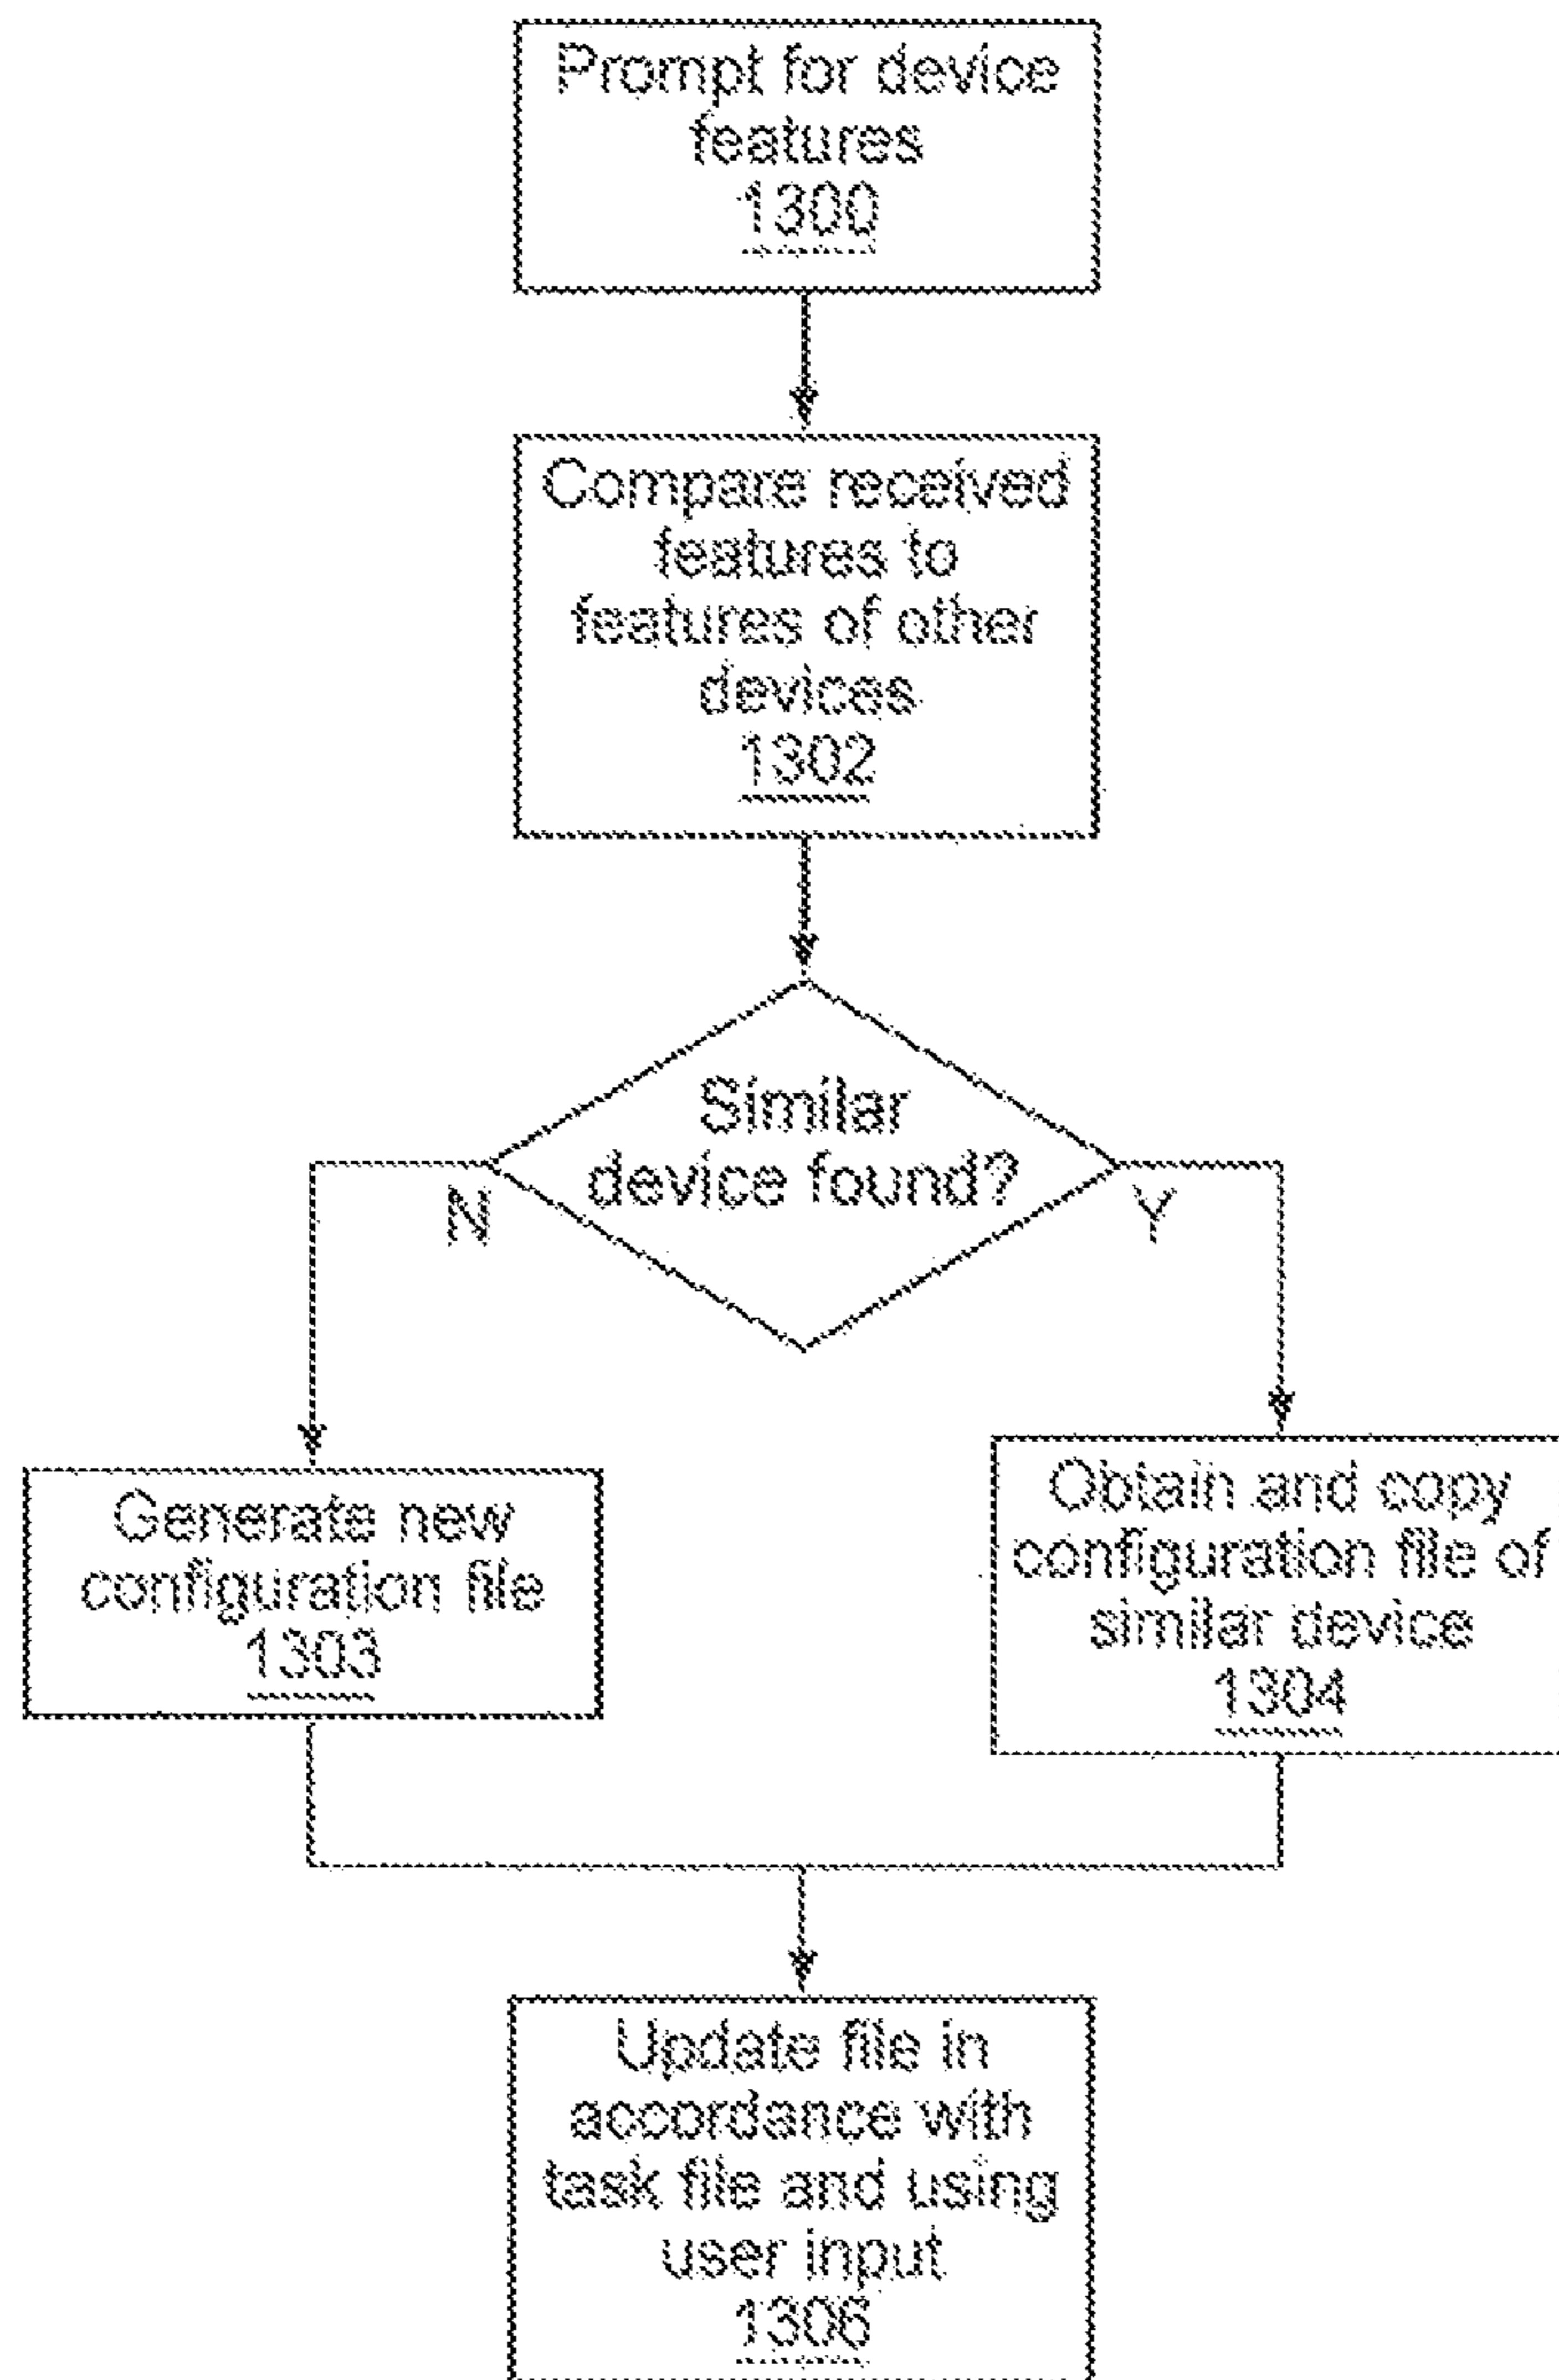 Prompt for device
features
1300
Compare received
features to
features of other
devices
1302
Similar
device found?
N
Y
Generate new
configuration file
1303
Obtain and copy
configuration file of
similar device
1304
Update file in
accordance with
task file and using
user input
1306